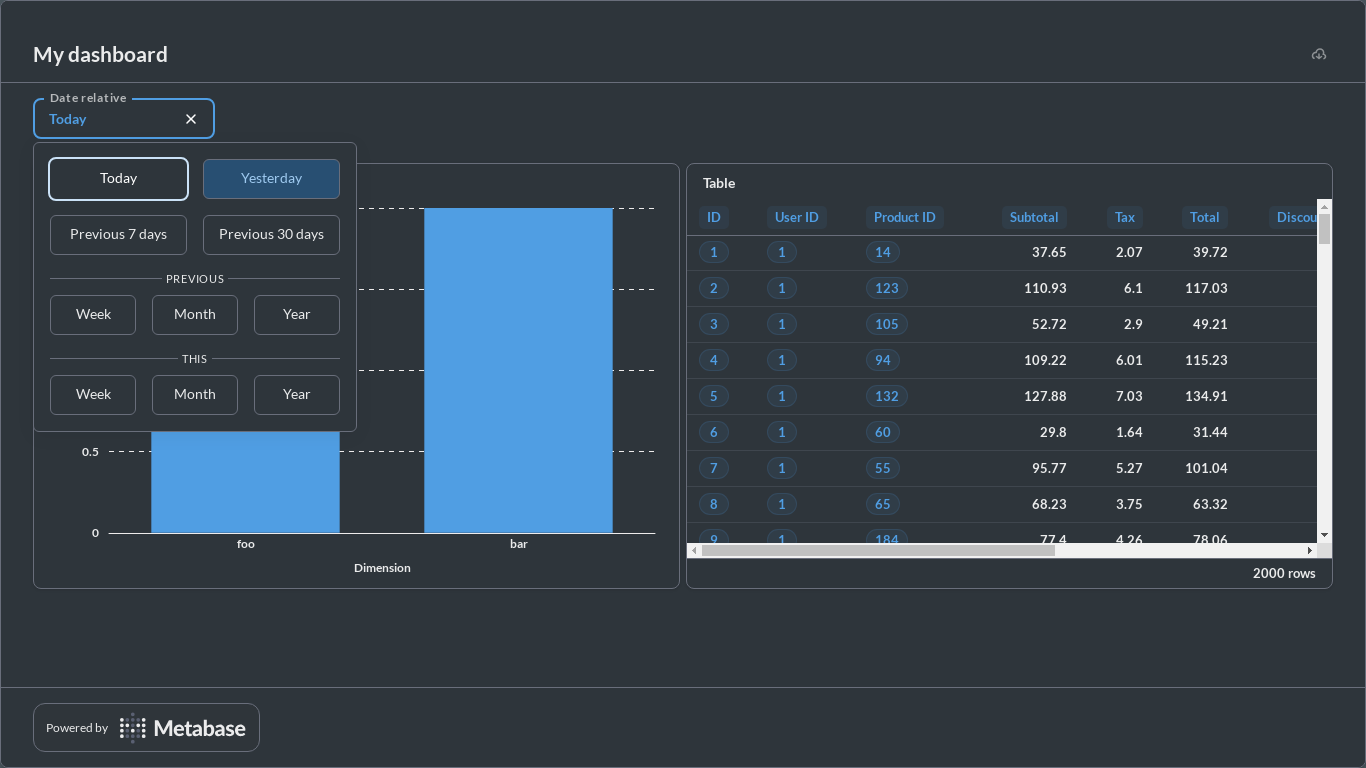 My dashboard
Date relative
Today
Today Yesterday
Previous 7 days Previous 30 days
PREVIOUS
Week Month Year
THIS
Week Month Year
0.5
0
foo bar
Dimension
Table
ID User ID Product ID Subtotal Tax Total Discou
1 1 14 37.65 2.07 39.72
2 1 123 110.93 6.1 117.03
3 1 105 52.72 2.9 49.21
4 1 94 109.22 6.01 115.23
5 1 132 127.88 7.03 134.91
6 1 60 29.8 1.64 31.44
7 1 55 95.77 5.27 101.04
8 1 65 68.23 3.75 63.32
9 1 184 77.4 4.26 78.06
2000 rows
Powered by Metabase